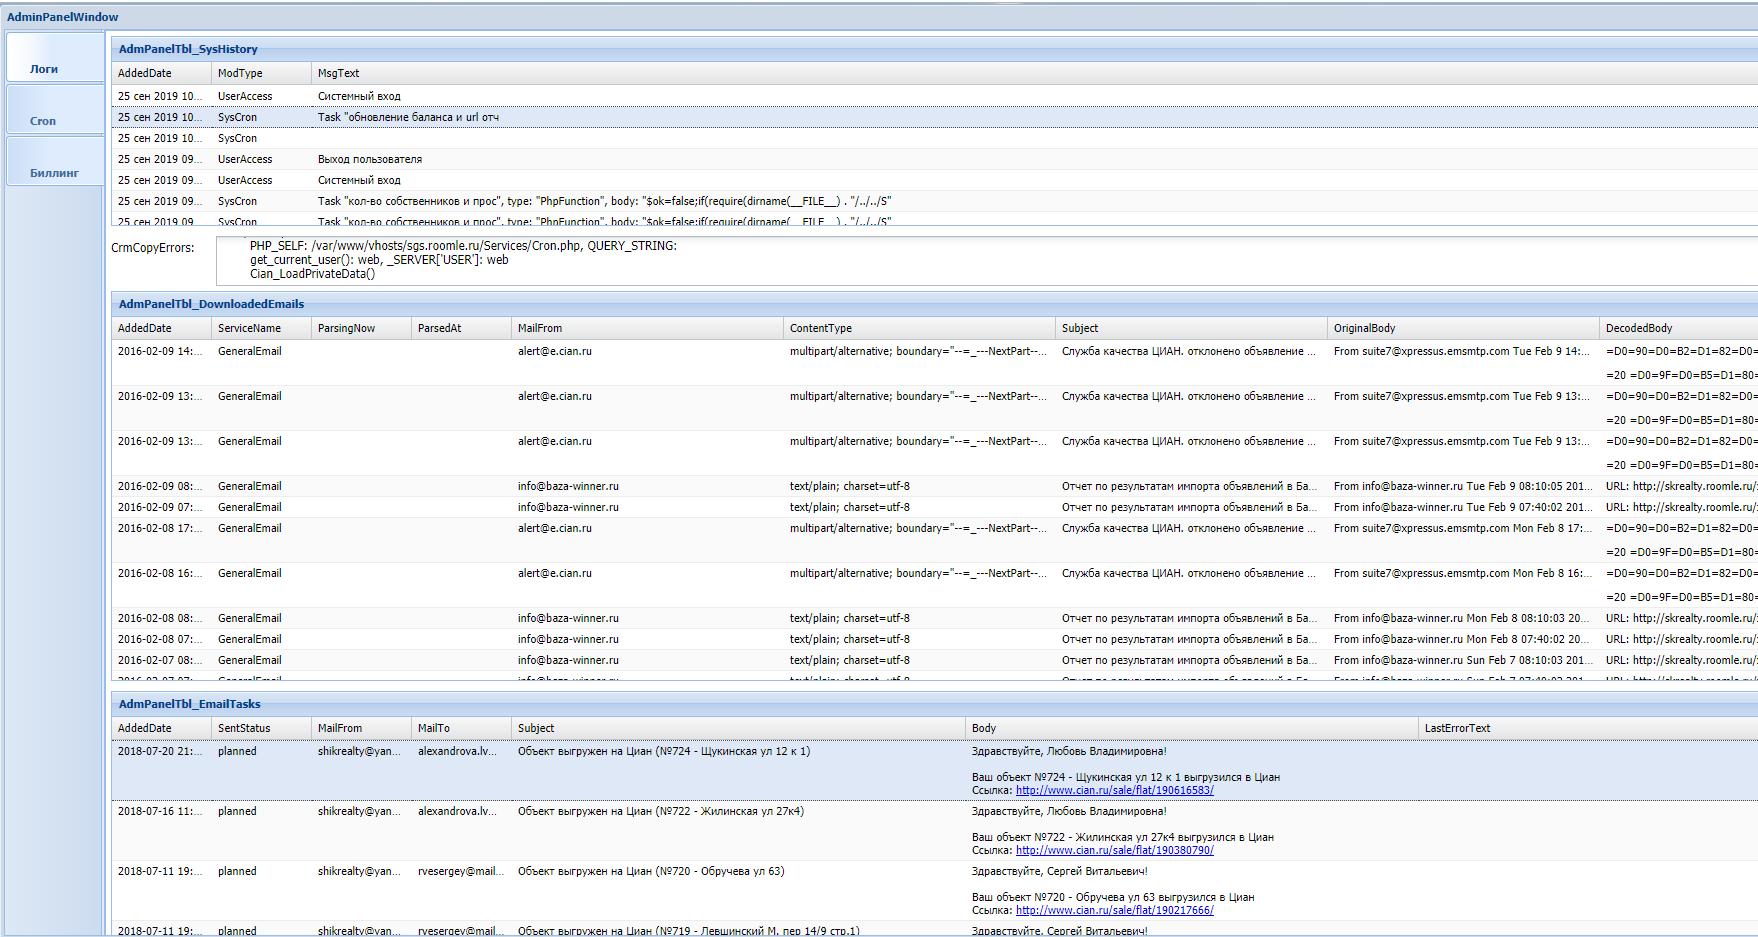 AdminPanelWindow
Логи
Cron
Биллинг
AdmPanelTbl_SysHistory
AddedDate ModType MsgText
25 сен 2019 10... UserAccess Системный вход
25 сен 2019 10... SysCron Task "обновление баланса и url отч
25 сен 2019 10... SysCron
25 сен 2019 09... UserAccess Выход пользователя
25 сен 2019 09... UserAccess Системный вход
25 сен 2019 09... SysCron Task "кол-во собственников и прос", type: "PhpFunction", body: "$ok=false;if(require(dirname(__FILE__) . "/../../S"
25 сен 2019 09... SysCron Task "кол-во собственников и прос", type: "PhpFunction", body: "$ok=false;if(require(dirname(__FILE__) . "/../../S"
CrmCopyErrors:
PHP_SELF: /var/www/vhosts/sgs.roomle.ru/Services/Cron.php, QUERY_STRING:
get_current_user(): web, _SERVER['USER']: web
Cian_LoadPrivateData()
AdmPanelTbl_DownloadedEmails
AddedDate ServiceName ParsingNow ParsedAt MailFrom ContentType Subject OriginalBody DecodedBody
2016-02-09 14:... GeneralEmail alert@e.cian.ru multipart/alternative; boundary="--=_---NextPart--... Служба качества ЦИАН. отклонено объявление ... From suite7@xpressus.emsmtp.com Tue Feb 9 14:... =D0=90=D0=B2=D1=82=D0=
=20 =D0=9F=D0=B5=D1=80=
2016-02-09 13:... GeneralEmail alert@e.cian.ru multipart/alternative; boundary="--=_---NextPart--... Служба качества ЦИАН. отклонено объявление ... From suite7@xpressus.emsmtp.com Tue Feb 9 13:... =D0=90=D0=B2=D1=82=D0=
=20 =D0=9F=D0=B5=D1=80=
2016-02-09 13:... GeneralEmail alert@e.cian.ru multipart/alternative; boundary="--=_---NextPart--... Служба качества ЦИАН. отклонено объявление ... From suite7@xpressus.emsmtp.com Tue Feb 9 13:... =D0=90=D0=B2=D1=82=D0=
=20 =D0=9F=D0=B5=D1=80=
2016-02-09 08:... GeneralEmail info@baza-winner.ru text/plain; charset=utf-8 Отчет по результатам импорта объявлений в Ба... From info@baza-winner.ru Tue Feb 9 08:10:05 201... URL: http://skrealty.roomle.ru/
2016-02-09 07:... GeneralEmail info@baza-winner.ru text/plain; charset=utf-8 Отчет по результатам импорта объявлений в Ба... From info@baza-winner.ru Tue Feb 9 07:40:02 201... URL: http://skrealty.roomle.ru/
2016-02-08 17:... GeneralEmail alert@e.cian.ru multipart/alternative; boundary="--=_---NextPart--... Служба качества ЦИАН. отклонено объявление ... From suite7@xpressus.emsmtp.com Mon Feb 8 17:... =D0=90=D0=B2=D1=82=D0=
=20 =D0=9F=D0=B5=D1=80=
2016-02-08 16:... GeneralEmail alert@e.cian.ru multipart/alternative; boundary="--=_---NextPart--... Служба качества ЦИАН. отклонено объявление ... From suite7@xpressus.emsmtp.com Mon Feb 8 16:... =D0=90=D0=B2=D1=82=D0=
=20 =D0=9F=D0=B5=D1=80=
2016-02-08 08:... GeneralEmail info@baza-winner.ru text/plain; charset=utf-8 Отчет по результатам импорта объявлений в Ба... From info@baza-winner.ru Mon Feb 8 08:10:03 20... URL: http://skrealty.roomle.ru/
2016-02-08 07:... GeneralEmail info@baza-winner.ru text/plain; charset=utf-8 Отчет по результатам импорта объявлений в Ба... From info@baza-winner.ru Mon Feb 8 07:40:02 20... URL: http://skrealty.roomle.ru/
2016-02-07 08:... GeneralEmail info@baza-winner.ru text/plain; charset=utf-8 Отчет по результатам импорта объявлений в Ба... From info@baza-winner.ru Sun Feb 7 08:10:03 201... URL: http://skrealty.roomle.ru/
AdmPanelTbl_EmailTasks
AddedDate SentStatus MailFrom MailTo Subject Body LastErrorText
2018-07-20 21:... planned shikrealty@yan... alexandrova.lv... Объект выгружен на Циан (№724 - Щукинская ул 12 к 1) Здравствуйте, Любовь Владимировна!
Ваш объект №724 - Щукинская ул 12 к 1 выгрузился в Циан
Ссылка: http://www.cian.ru/sale/flat/190616583/
2018-07-16 11:... planned shikrealty@yan... alexandrova.lv... Объект выгружен на Циан (№722 - Жилинская ул 27к4) Здравствуйте, Любовь Владимировна!
Ваш объект №722 - Жилинская ул 27к4 выгрузился в Циан
Ссылка: http://www.cian.ru/sale/flat/190380790/
2018-07-11 19:... planned shikrealty@yan... rvesergey@mail... Объект выгружен на Циан (№720 - Обручева ул 63) Здравствуйте, Сергей Витальевич!
Ваш объект №720 - Обручева ул 63 выгрузился в Циан
Ссылка: http://www.cian.ru/sale/flat/190217666/
2018-07-11 19:... planned shikrealty@yan... rvesergey@mail... Объект выгружен на Циан (№719 - Левшинский М. пер 14/9 стр.1) Здравствуйте, Сергей Витальевич!